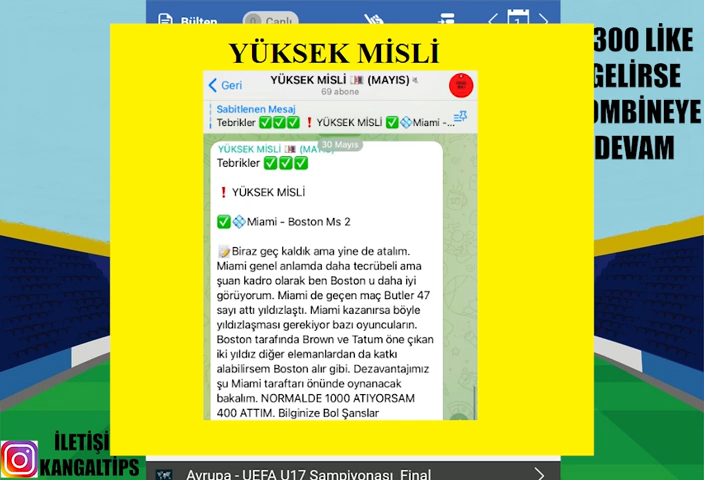 Bülten
Canlı
1
YÜKSEK MİSLİ
300 LİKE
GELİRSE
KOMBİNEYE
DEVAM
Geri
YÜKSEK MİSLİ (MAYIS)
69 abone
Sabitlenen Mesaj
Tebrikler ✅✅✅ ❗YÜKSEK MİSLİ ✅💠Miami -...
30 Mayıs
YÜKSEK MİSLİ (MAYIS)
Tebrikler ✅✅✅
❗ YÜKSEK MİSLİ
✅💠Miami - Boston Ms 2
📝Biraz geç kaldık ama yine de atalım.
Miami genel anlamda daha tecrübeli ama
şuan kadro olarak ben Boston u daha iyi
görüyorum. Miami de geçen maç Butler 47
sayı attı yıldızlaştı. Miami kazanırsa böyle
yıldızlaşması gerekiyor bazı oyuncuların.
Boston tarafında Brown ve Tatum öne çıkan
iki yıldız diğer elemanlardan da katkı
alabilirsem Boston alır gibi. Dezavantajımız
şu Miami taraftarı önünde oynanacak
bakalım. NORMALDE 1000 ATIYORSAM
400 ATTIM. Bilginize Bol Şanslar
İLETİŞİ
KANGALTIPS
Avrupa - UEFA U17 Şampiyonası Final